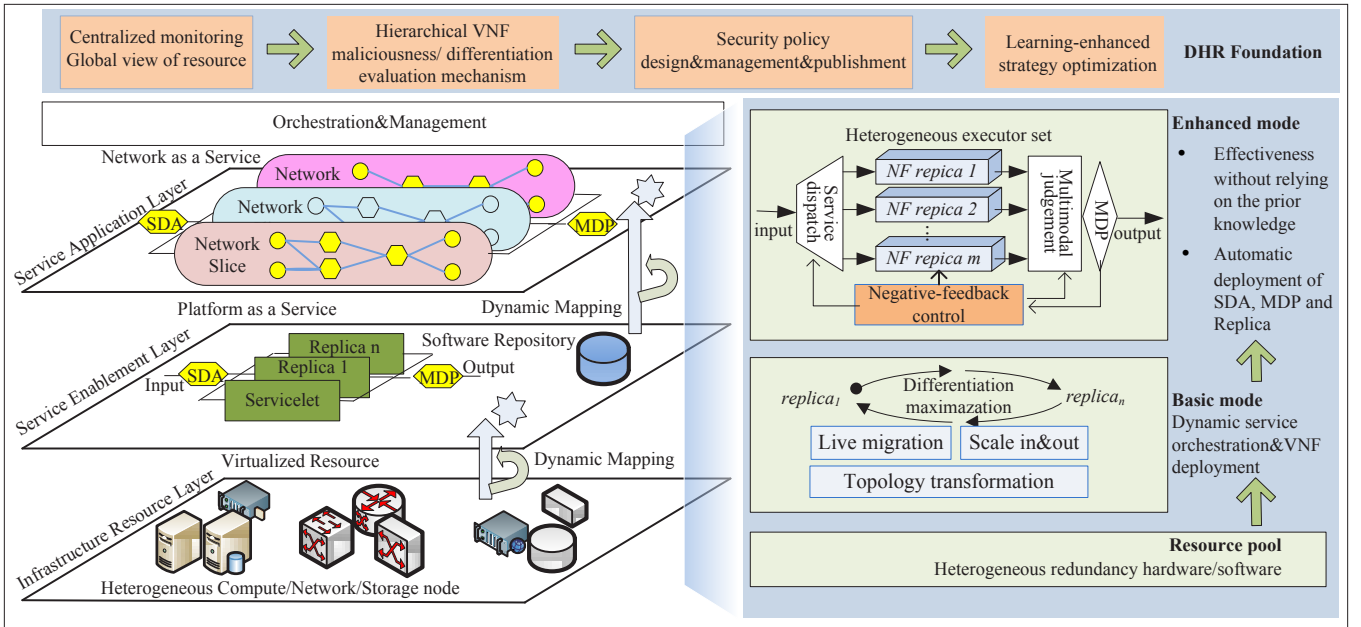 Centralized monitoring
Global view of resource
Hierarchical VNF
maliciousness/ differentiation
evaluation mechanism
Security policy
design&management&publishment
Learning-enhanced
strategy optimization
DHR Foundation
Orchestration&Management
Network as a Service
Service Application Layer
Network
Network
Network
Slice
SDA
MDP
Platform as a Service
Dynamic Mapping
Service Enablement Layer
Replica n
Replica 1
Servicelet
Input
SDA
MDP
Output
Software Repository
Virtualized Resource
Dynamic Mapping
Infrastructure Resource Layer
Heterogeneous Compute/Network/Storage node
Heterogeneous executor set
input
Service
dispatch
NF repica 1
NF repica 2
...
NF repica m
Multimodal
judgement
MDP
output
Negative-feedback
control
Enhanced mode
• Effectiveness
without relying
on the prior
knowledge
• Automatic
deployment of
SDA, MDP and
Replica
replica1
Differentiation
maximazation
replican
Live migration
Scale in&out
Topology transformation
Basic mode
Dynamic service
orchestration&VNF
deployment
Resource pool
Heterogeneous redundancy hardware/software